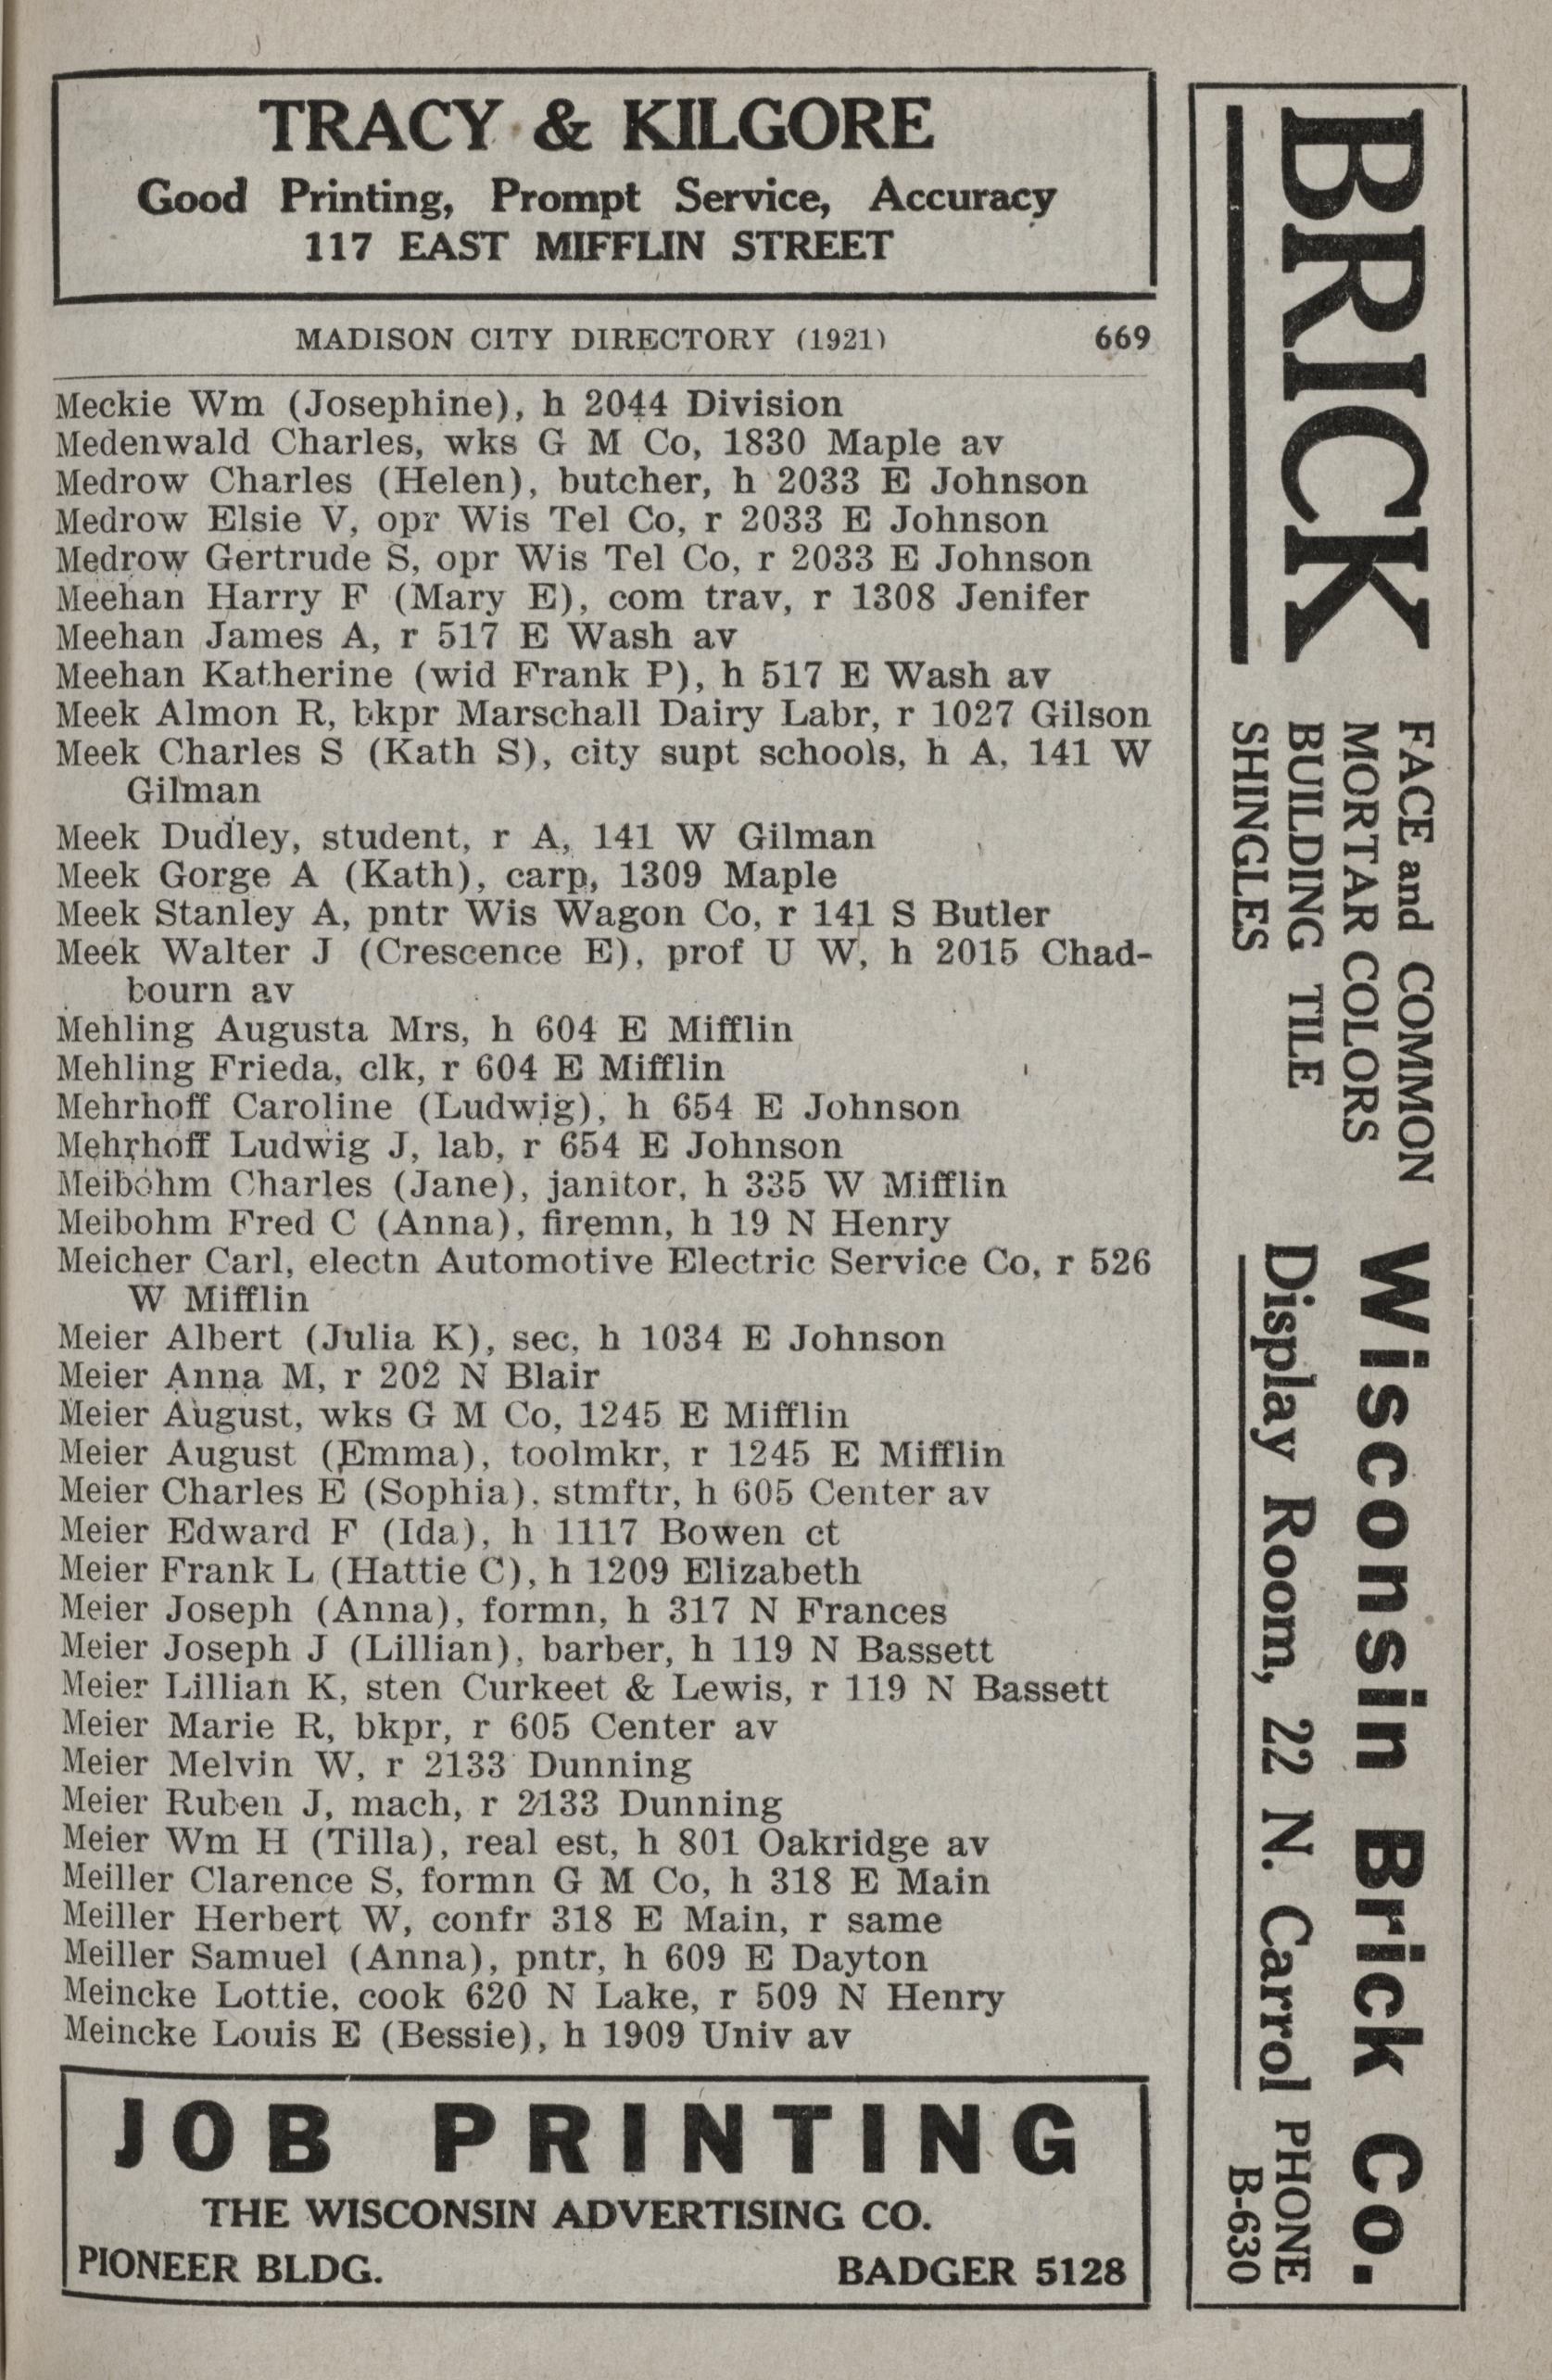 TRACY & KILGORE
Good Printing, Prompt Service, Accuracy
117 EAST MIFFLIN STREET
MADISON CITY DIRECTORY (1921) 669
Meckie Wm (Josephine), h 2044 Division
Medenwald Charles, wks G M Co, 1830 Maple av
Medrow Charles (Helen), butcher, h 2033 E Johnson
Medrow Elsie V, opr Wis Tel Co, r 2033 E Johnson
Medrow Gertrude S, opr Wis Tel Co, r 2033 E Johnson
Meehan Harry F (Mary E), com trav, r 1308 Jenifer
Meehan James A, r 517 E Wash av
Meehan Katherine (wid Frank P), h 517 E Wash av
Meek Almon R, bkpr Marschall Dairy Labr, r 1027 Gilson
Meek Charles S (Kath S), city supt schools, h A, 141 W
Gilman
Meek Dudley, student, r A, 141 W Gilman
Meek Gorge A (Kath), carp, 1309 Maple
Meek Stanley A, pntr Wis Wagon Co, r 141 S Butler
Meek Walter J (Crescence E), prof U W, h 2015 Chad-
bourn av
Mehling Augusta Mrs, h 604 E Mifflin
Mehling Frieda, clk, r 604 E Mifflin
Mehrhoff Caroline (Ludwig), h 654 E Johnson
Mehrhoff Ludwig J, lab, r 654 E Johnson
Meibohm Charles (Jane), janitor, h 335 W Mifflin
Meibohm Fred C (Anna), firemn, h 19 N Henry
Meicher Carl, electn Automotive Electric Service Co, r 526
W Mifflin
Meier Albert (Julia K), sec, h 1034 E Johnson
Meier Anna M, r 202 N Blair
Meier August, wks G M Co, 1245 E Mifflin
Meier August (Emma), toolmkr, r 1245 E Mifflin
Meier Charles E (Sophia), stmftr, h 605 Center av
Meier Edward F (Ida), h 1117 Bowen ct
Meier Frank L (Hattie C), h 1209 Elizabeth
Meier Joseph (Anna), formn, h 317 N Frances
Meier Joseph J (Lillian), barber, h 119 N Bassett
Meier Lillian K, sten Curkeet & Lewis, r 119 N Bassett
Meier Marie R, bkpr, r 605 Center av
Meier Melvin W, r 2133 Dunning
Meier Ruben J, mach, r 2133 Dunning
Meier Wm H (Tilla), real est, h 801 Oakridge av
Meiller Clarence S, formn G M Co, h 318 E Main
Meiller Herbert W, confr 318 E Main, r same
Meiller Samuel (Anna), pntr, h 609 E Dayton
Meincke Lottie, cook 620 N Lake, r 509 N Henry
Meincke Louis E (Bessie), h 1909 Univ av
JOB PRINTING
THE WISCONSIN ADVERTISING CO.
PIONEER BLDG. BADGER 5128
BRICK
FACE and COMMON
MORTAR COLORS
BUILDING TILE
SHINGLES
Wisconsin Brick Co.
Display Room, 22 N. Carrol
PHONE
B-630